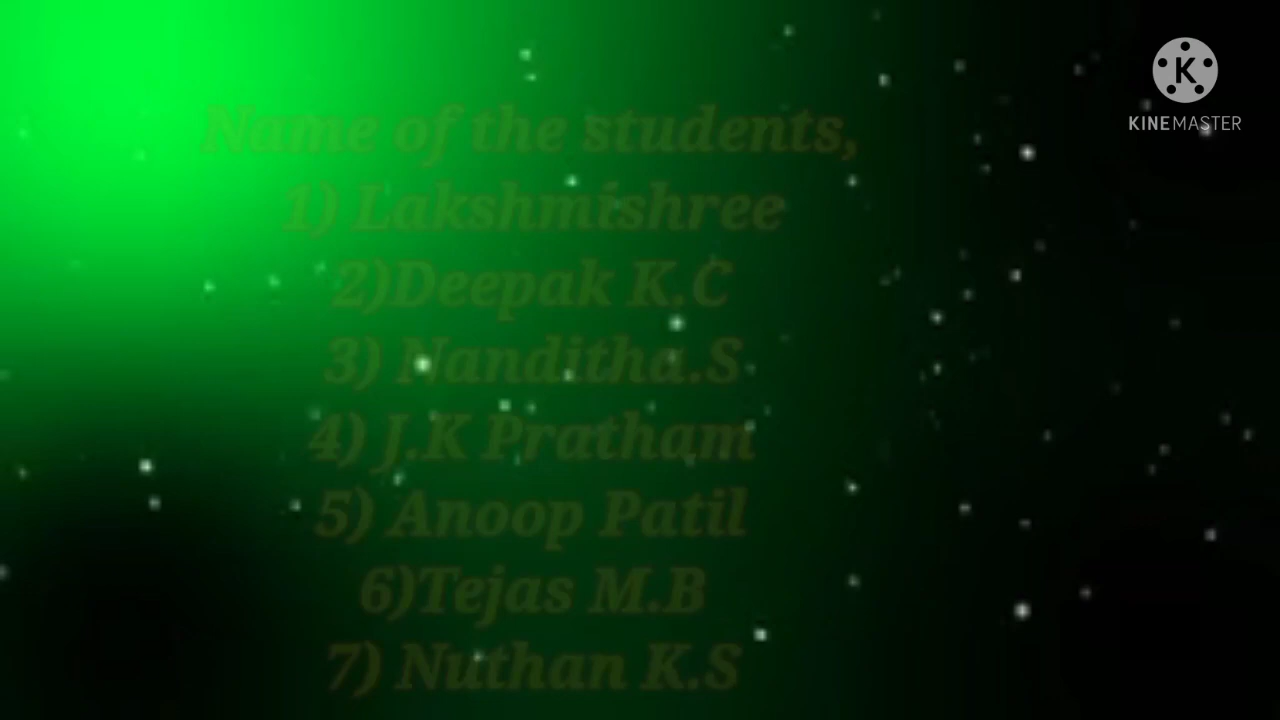 Name of the students,
1) Lakshmishree
2)Deepak K.C
3) Nanditha.S
4) J.K Pratham
5) Anoop Patil
6)Tejas M.B
7) Nuthan K.S
K
KINEMASTER